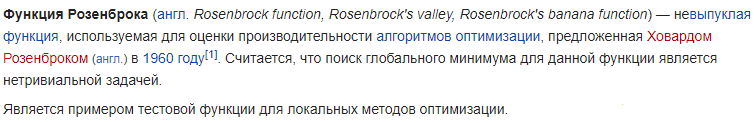 Функция Розенброка (англ. Rosenbrock function, Rosenbrock's valley, Rosenbrock's banana function) — невыпуклая
функция, используемая для оценки производительности алгоритмов оптимизации, предложенная Ховардом
Розенброком (англ.) в 1960 году[1]. Считается, что поиск глобального минимума для данной функции является
нетривиальной задачей.
Является примером тестовой функции для локальных методов оптимизации.